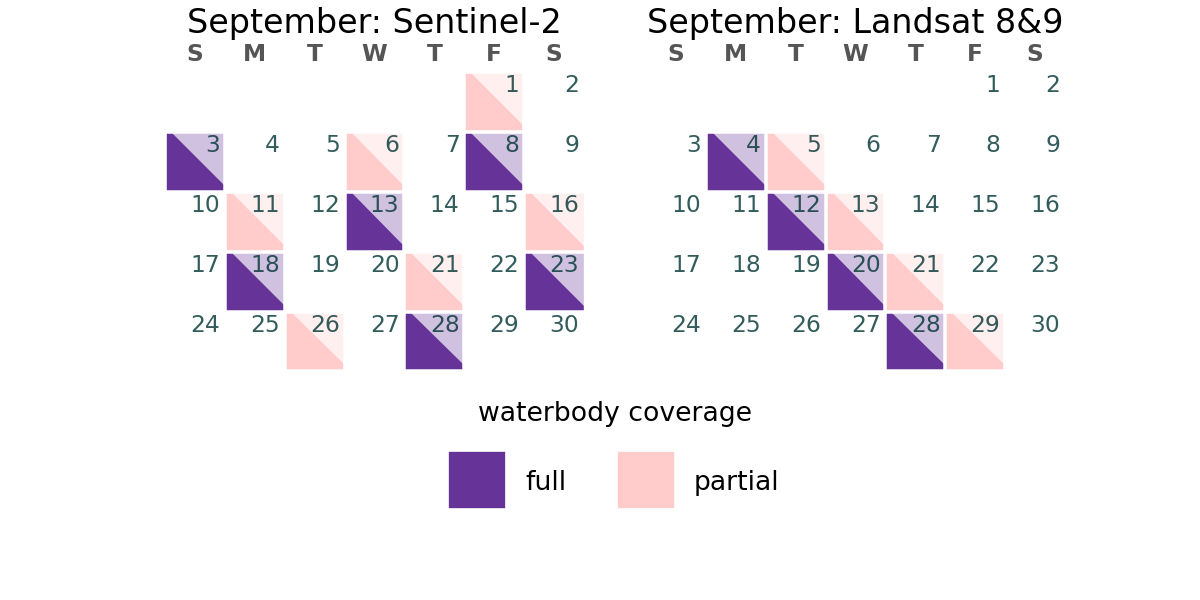 September: Sentinel-2
S M T W T F S
1 2
3 4 5 6 7 8 9
10 11 12 13 14 15 16
17 18 19 20 21 22 23
24 25 26 27 28 29 30
September: Landsat 8&9
S M T W T F S
1 2
3 4 5 6 7 8 9
10 11 12 13 14 15 16
17 18 19 20 21 22 23
24 25 26 27 28 29 30
waterbody coverage
full partial